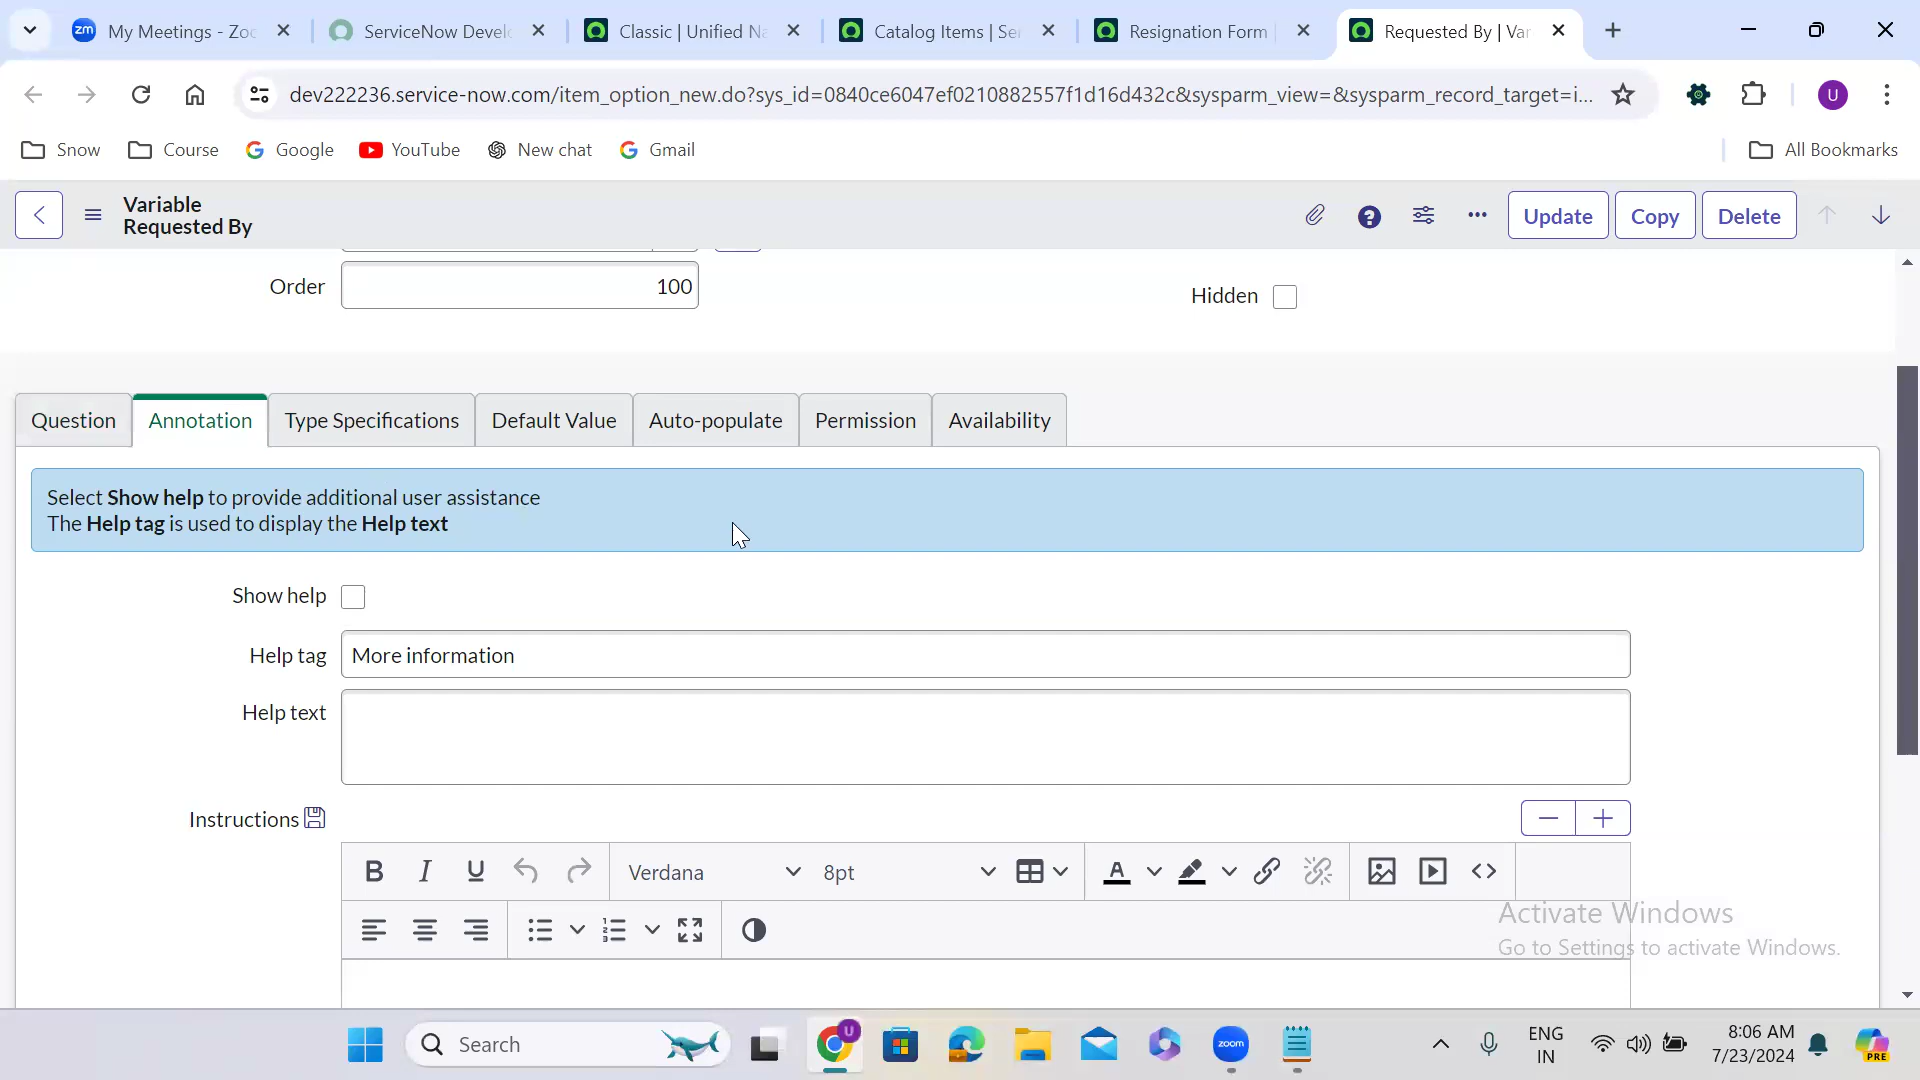 My Meetings - Zoo
ServiceNow Develo
Classic | Unified Na
Catalog Items | Ser
Resignation Form |
Requested By | Var
dev222236.service-now.com/item_option_new.do?sys_id=0840ce6047ef0210882557f1d16d432c&sysparm_view=&sysparm_record_target=i...
U
Snow
Course
Google
YouTube
New chat
Gmail
All Bookmarks
Variable
Requested By
Update
Copy
Delete
Order
100
Hidden
Question
Annotation
Type Specifications
Default Value
Auto-populate
Permission
Availability
Select Show help to provide additional user assistance
The Help tag is used to display the Help text
Show help
Help tag
More information
Help text
Instructions
Verdana
8pt
Activate Windows
Go to Settings to activate Windows.
Search
zoom
ENG
IN
8:06 AM
7/23/2024
PRE